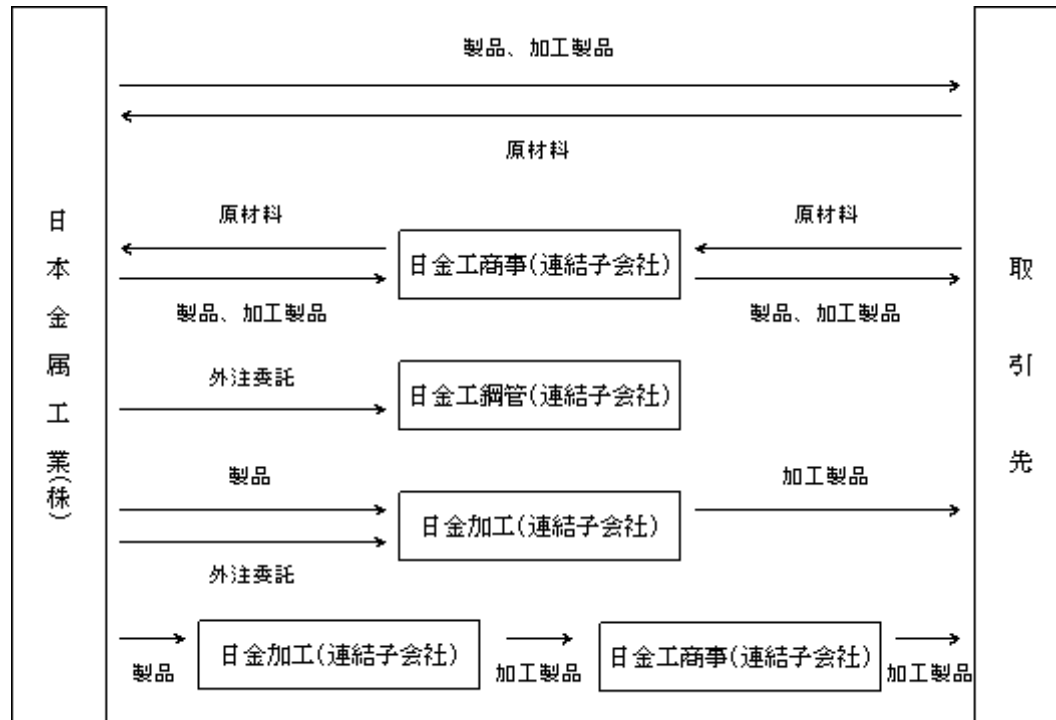 製品、加工製品
原材料
日本金属工業(株)
取引先
原材料
原材料
日金工商事(連結子会社)
製品、加工製品
製品、加工製品
外注委託
日金工鋼管(連結子会社)
製品
加工製品
日金加工(連結子会社)
外注委託
日金加工(連結子会社)
日金工商事(連結子会社)
製品
加工製品
加工製品